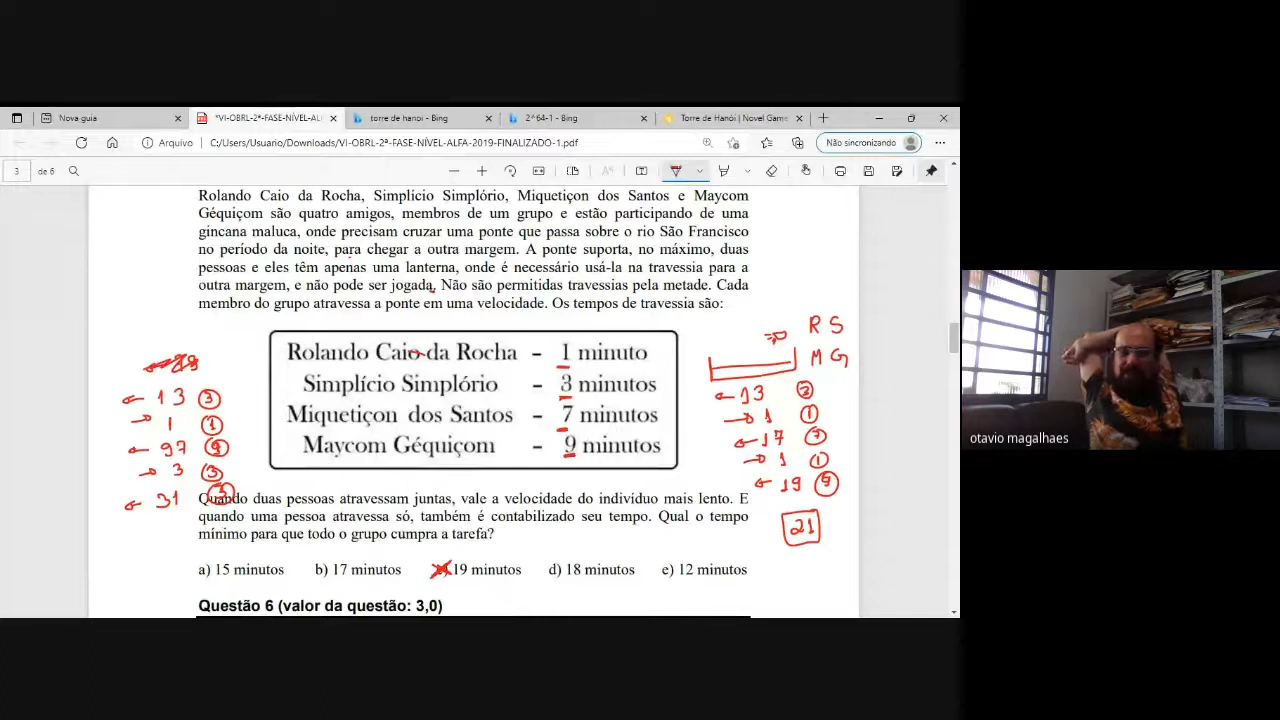 Nova guia
*VI-OBRL-2ª-FASE-NÍVEL-AL
torre de hanoi - Bing
2^64-1 - Bing
Torre de Hanói | Novel Game
Arquivo
C:/Users/Usuario/Downloads/VI-OBRL-2ª-FASE-NÍVEL-ALFA-2019-FINALIZADO-1.pdf
Não sincronizando
3 de 6
Rolando Caio da Rocha, Simplício Simplório, Miquetiçon dos Santos e Maycom
Géquiçom são quatro amigos, membros de um grupo e estão participando de uma
gincana maluca, onde precisam cruzar uma ponte que passa sobre o rio São Francisco
no período da noite, para chegar a outra margem. A ponte suporta, no máximo, duas
pessoas e eles têm apenas uma lanterna, onde é necessário usá-la na travessia para a
outra margem, e não pode ser jogada. Não são permitidas travessias pela metade. Cada
membro do grupo atravessa a ponte em uma velocidade. Os tempos de travessia são:
R S
M G
Rolando Caio da Rocha - 1 minuto
Simplício Simplório - 3 minutos
Miquetiçon dos Santos - 7 minutos
Maycom Géquiçom - 9 minutos
← 13 3
→ 1 1
← 97 9
→ 3 3
← 31 3
← 13 3
→ 1 1
← 17 7
→ 1 1
← 19 9
21
Quando duas pessoas atravessam juntas, vale a velocidade do indivíduo mais lento. E
quando uma pessoa atravessa só, também é contabilizado seu tempo. Qual o tempo
mínimo para que todo o grupo cumpra a tarefa?
a) 15 minutos b) 17 minutos 19 minutos d) 18 minutos e) 12 minutos
Questão 6 (valor da questão: 3,0)
otavio magalhaes